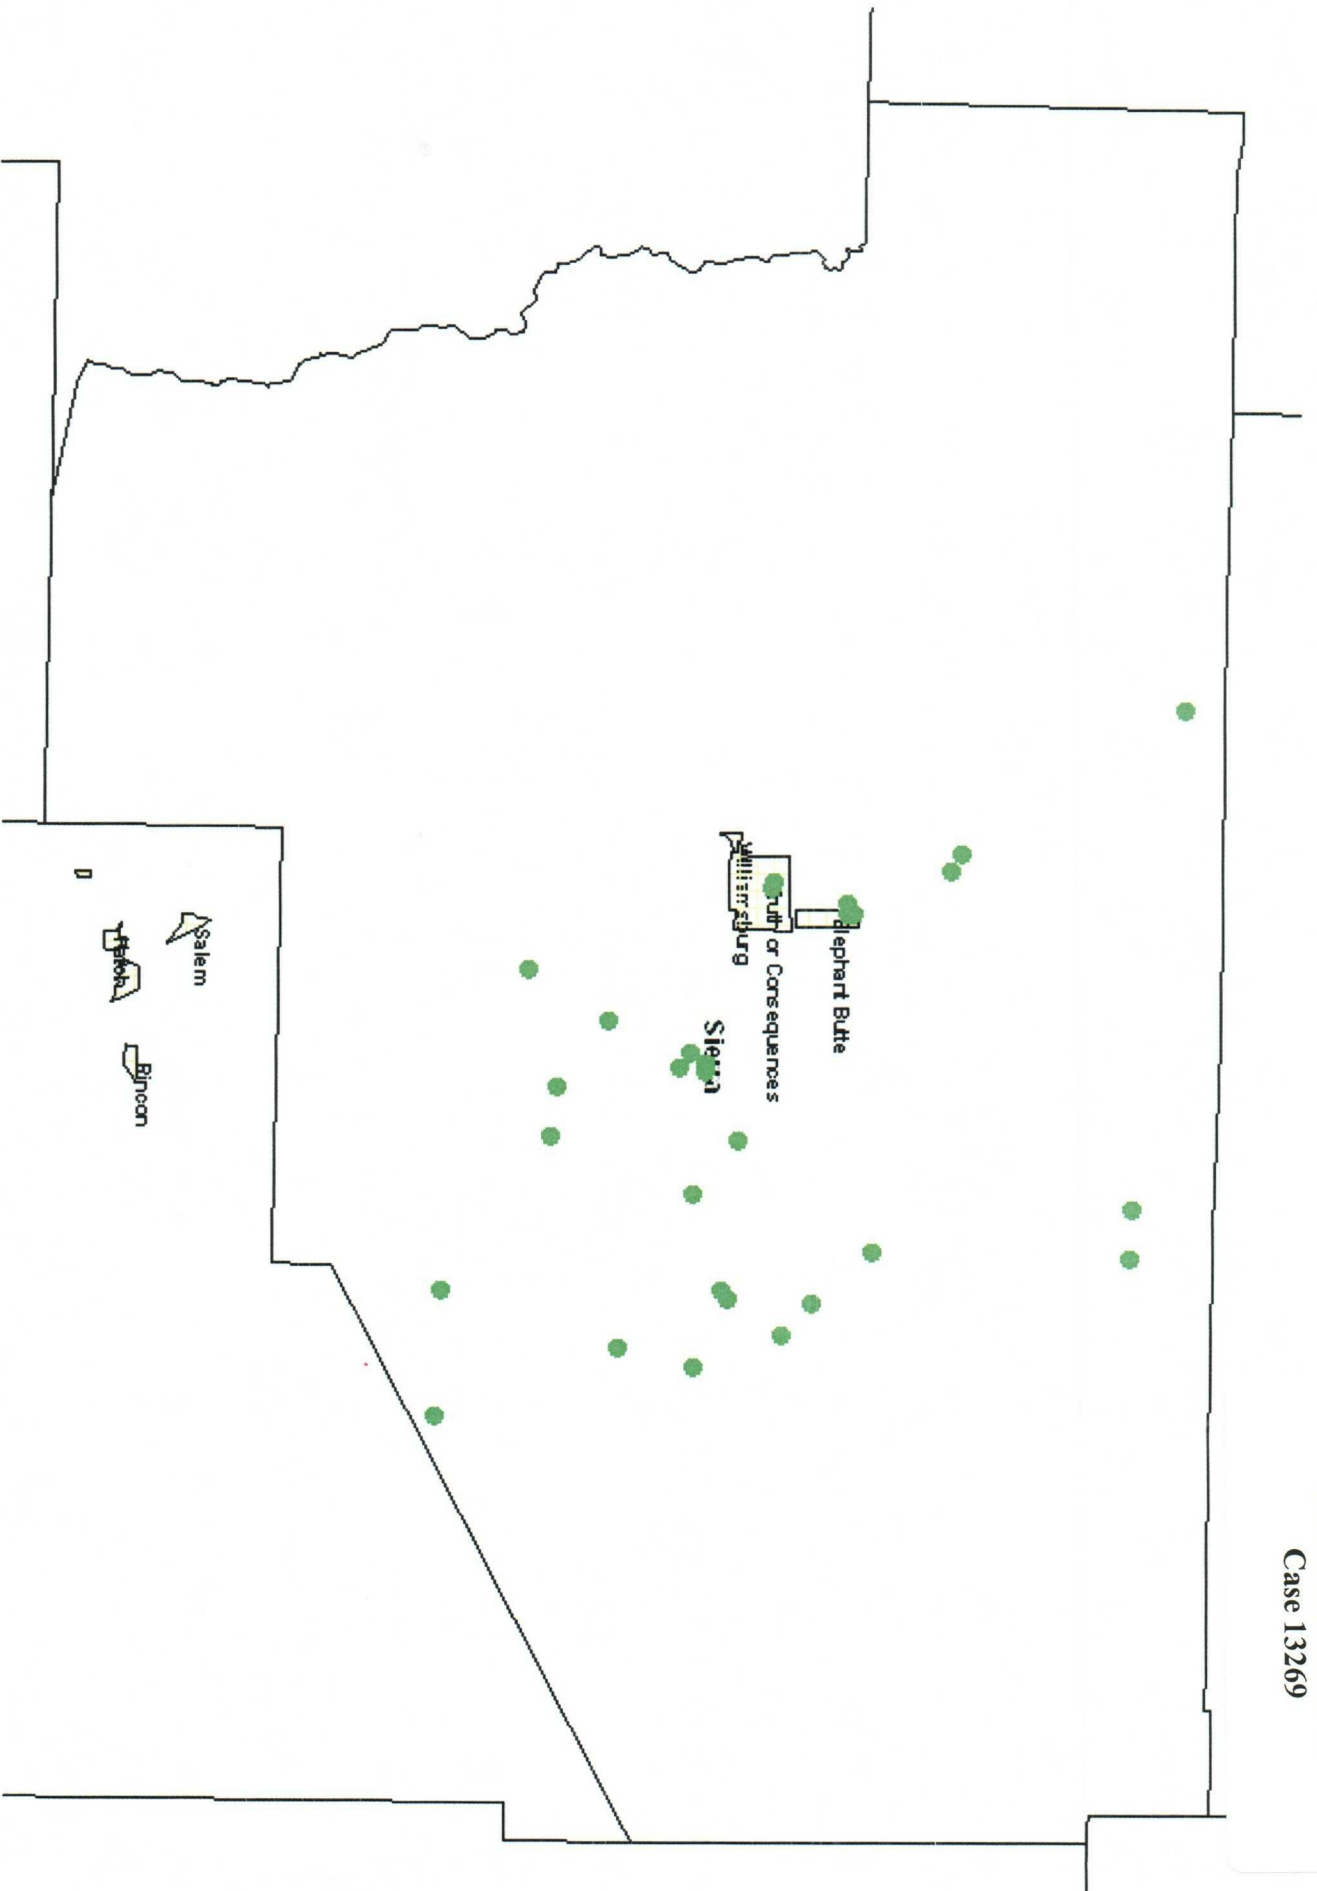 Case 13269
Elephant Butte
Truth or Consequences
Williamsburg
Sierra
Salem
Hatch
Rincon